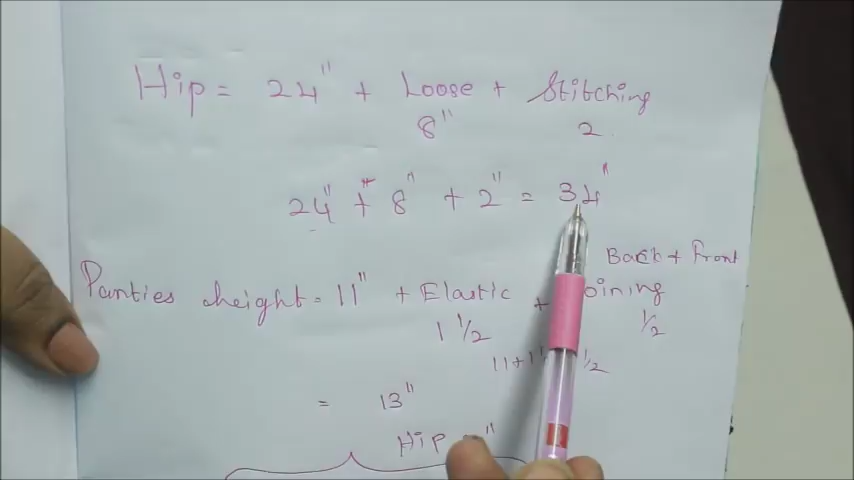 Hip = 24" + Loose + Stitching
8" 2
24" + 8" + 2" = 34"
Back + Front
Panties height = 11" + Elastic + Joining
1 1/2 1/2
11 + 1 1/2
= 13"
Hip